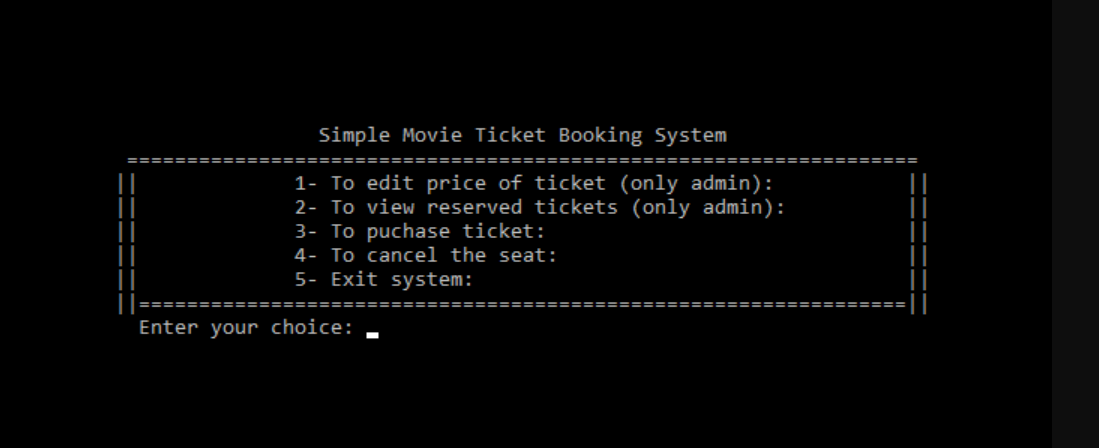 Simple Movie Ticket Booking System
==================================================================
|| 1- To edit price of ticket (only admin): ||
|| 2- To view reserved tickets (only admin): ||
|| 3- To puchase ticket: ||
|| 4- To cancel the seat: ||
|| 5- Exit system: ||
||================================================================||
Enter your choice: